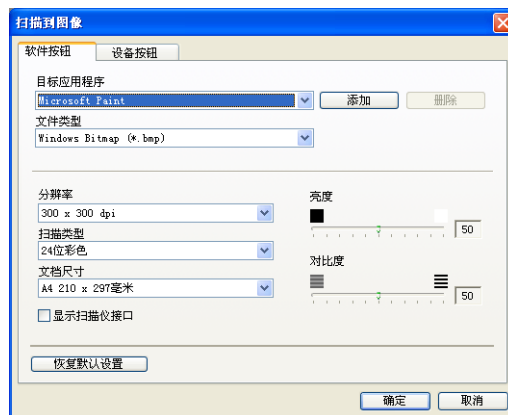 扫描到图像
软件按钮 设备按钮
目标应用程序
Microsoft Paint 添加 删除
文件类型
Windows Bitmap (*.bmp)
分辨率 亮度
300 x 300 dpi 50
扫描类型
24位彩色
文档尺寸 对比度
A4 210 x 297毫米 50
显示扫描仪接口
恢复默认设置
确定 取消